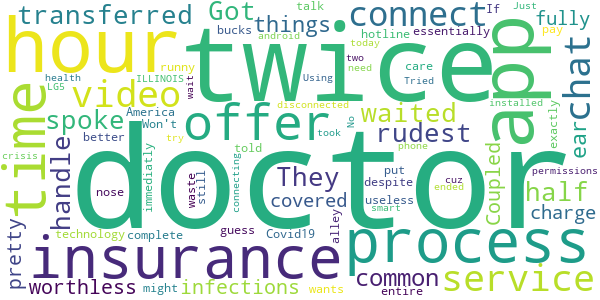 transferred Got talk connect If Just
bucks things hotline essentially fully
hour twice android pay
runny today app chat
video ILLINOIS Using two need care Tried
health LG5 America wait disconnected installed
time spoke Won't offer waited ear exactly
better try took No rudest
doctor
told phone
crisis handle immediatly connecting They put cuz Coupled half
nose waste still covered despite ended permissions
useless smart charge
pretty technology complete guess Covid19 alley process
insurance common service
worthless might infections wants entire